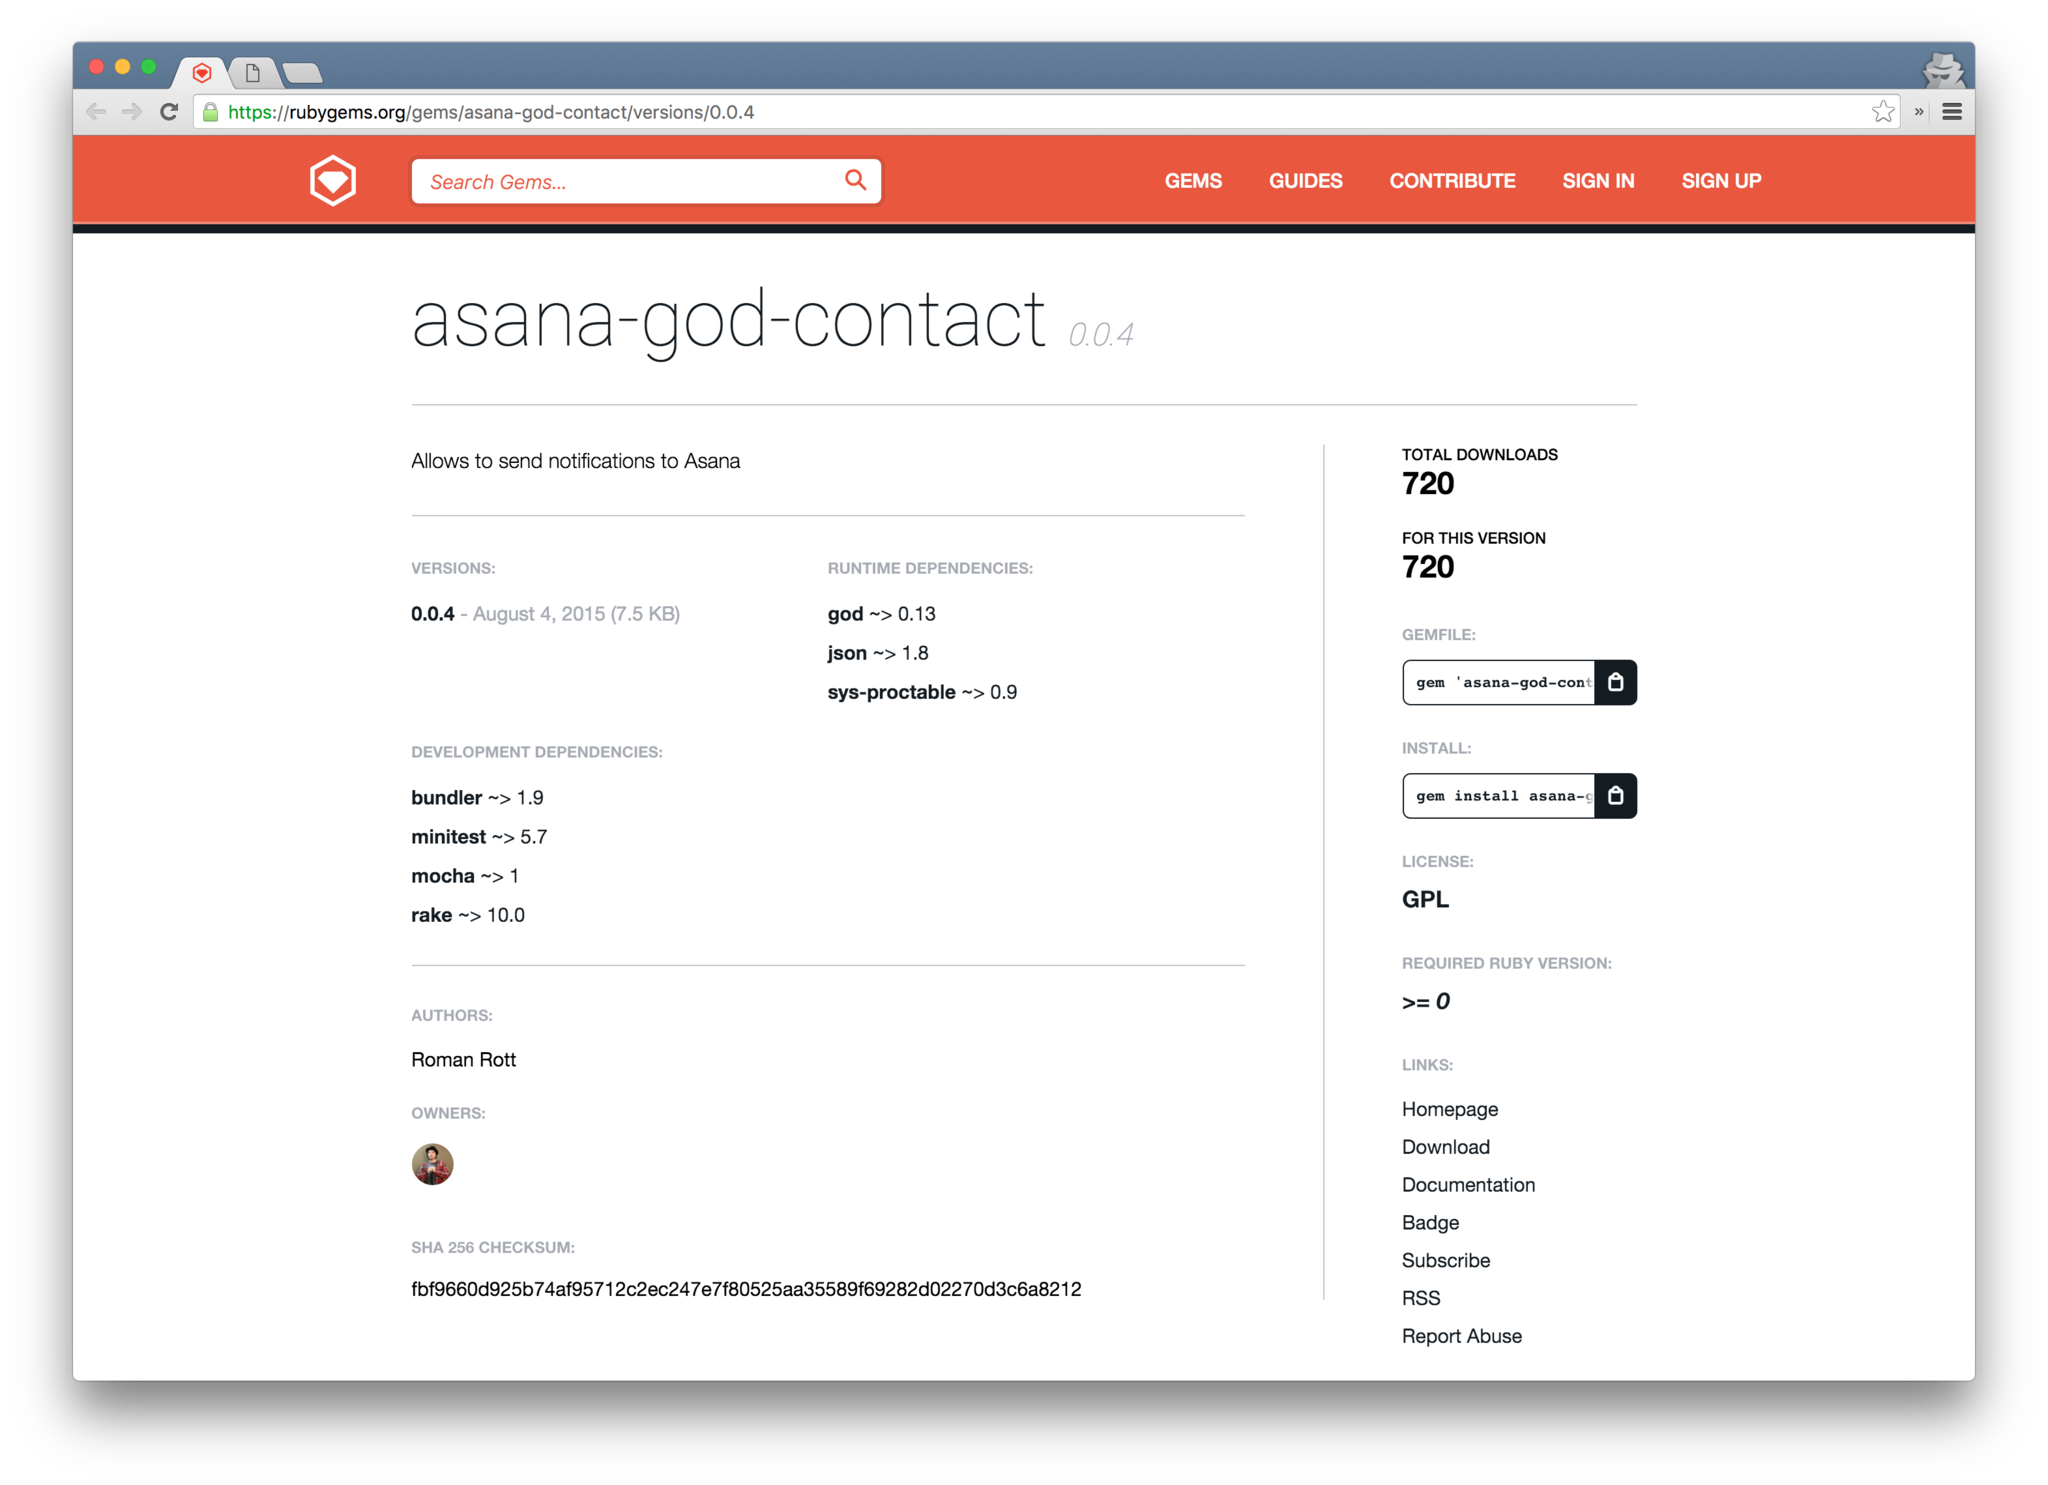 https://rubygems.org/gems/asana-god-contact/versions/0.0.4
»
Search Gems...
GEMS GUIDES CONTRIBUTE SIGN IN SIGN UP
asana-god-contact 0.0.4
Allows to send notifications to Asana
VERSIONS:
0.0.4 - August 4, 2015 (7.5 KB)
RUNTIME DEPENDENCIES:
god ~> 0.13
json ~> 1.8
sys-proctable ~> 0.9
DEVELOPMENT DEPENDENCIES:
bundler ~> 1.9
minitest ~> 5.7
mocha ~> 1
rake ~> 10.0
AUTHORS:
Roman Rott
OWNERS:
SHA 256 CHECKSUM:
fbf9660d925b74af95712c2ec247e7f80525aa35589f69282d02270d3c6a8212
TOTAL DOWNLOADS
720
FOR THIS VERSION
720
GEMFILE:
gem 'asana-god-cont
INSTALL:
gem install asana-g
LICENSE:
GPL
REQUIRED RUBY VERSION:
>= 0
LINKS:
Homepage
Download
Documentation
Badge
Subscribe
RSS
Report Abuse